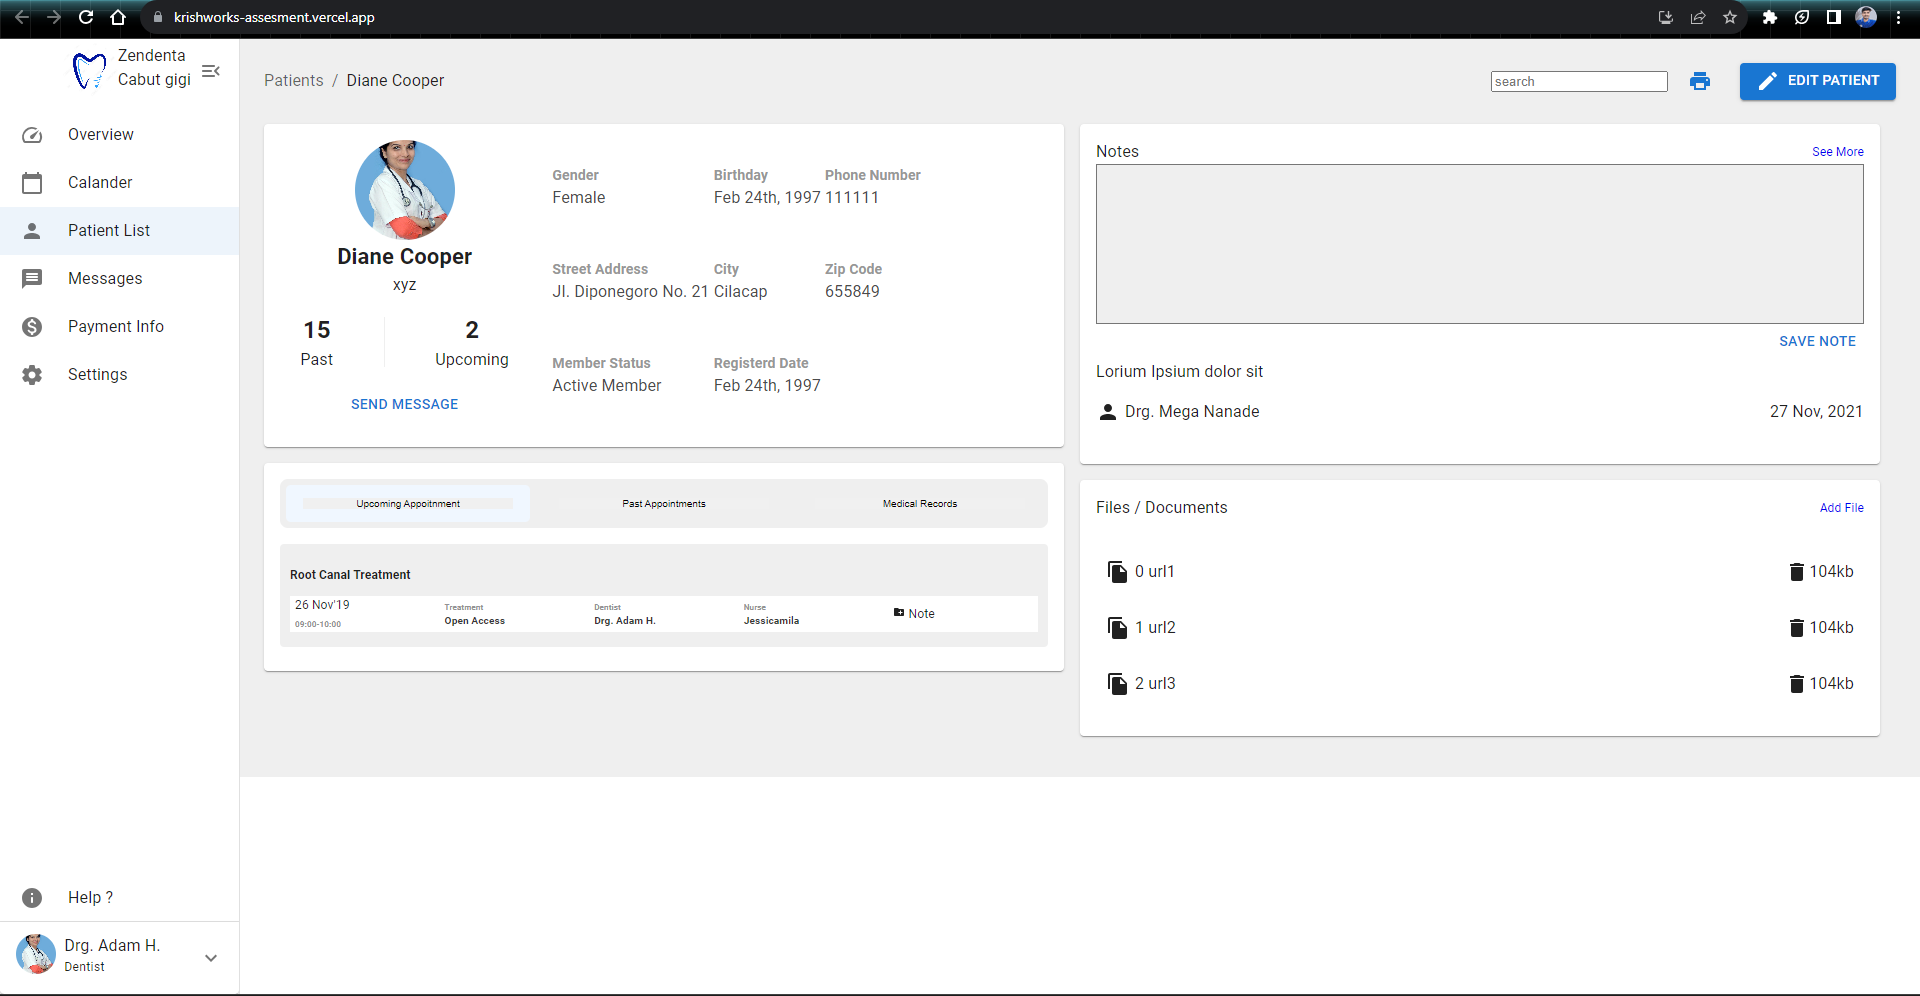 krishworks-assesment.vercel.app
Zendenta
Cabut gigi
Overview
Calander
Patient List
Messages
Payment Info
Settings
Help ?
Drg. Adam H.
Dentist
Patients / Diane Cooper
search
EDIT PATIENT
Diane Cooper
xyz
15 2
Past Upcoming
SEND MESSAGE
Gender Birthday Phone Number
Female Feb 24th, 1997 111111
Street Address City Zip Code
Jl. Diponegoro No. 21 Cilacap 655849
Member Status Registerd Date
Active Member Feb 24th, 1997
Upcoming Appoitnment Past Appointments Medical Records
Root Canal Treatment
26 Nov'19 Treatment Dentist Nurse Note
09:00-10:00 Open Access Drg. Adam H. Jessicamila
Notes See More
SAVE NOTE
Lorium Ipsium dolor sit
Drg. Mega Nanade 27 Nov, 2021
Files / Documents Add File
0 url1 104kb
1 url2 104kb
2 url3 104kb